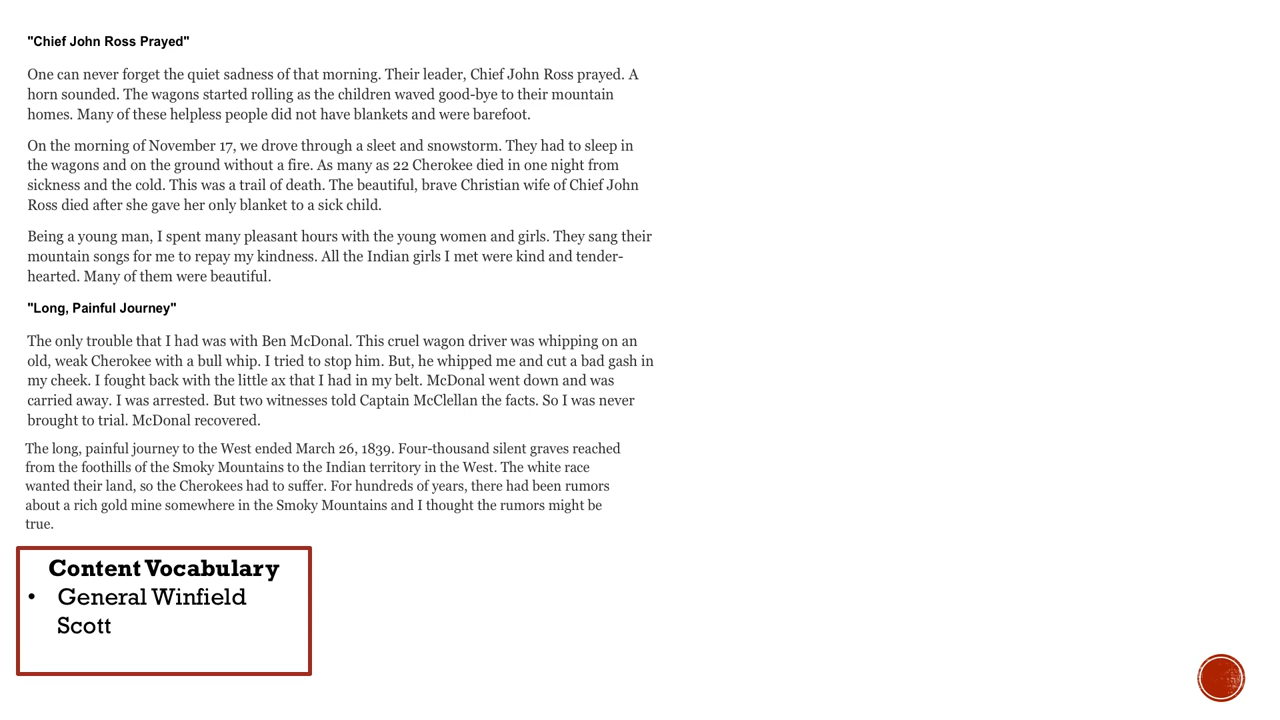 "Chief John Ross Prayed"
One can never forget the quiet sadness of that morning. Their leader, Chief John Ross prayed. A
horn sounded. The wagons started rolling as the children waved good-bye to their mountain
homes. Many of these helpless people did not have blankets and were barefoot.
On the morning of November 17, we drove through a sleet and snowstorm. They had to sleep in
the wagons and on the ground without a fire. As many as 22 Cherokee died in one night from
sickness and the cold. This was a trail of death. The beautiful, brave Christian wife of Chief John
Ross died after she gave her only blanket to a sick child.
Being a young man, I spent many pleasant hours with the young women and girls. They sang their
mountain songs for me to repay my kindness. All the Indian girls I met were kind and tender-
hearted. Many of them were beautiful.
"Long, Painful Journey"
The only trouble that I had was with Ben McDonal. This cruel wagon driver was whipping on an
old, weak Cherokee with a bull whip. I tried to stop him. But, he whipped me and cut a bad gash in
my cheek. I fought back with the little ax that I had in my belt. McDonal went down and was
carried away. I was arrested. But two witnesses told Captain McClellan the facts. So I was never
brought to trial. McDonal recovered.
The long, painful journey to the West ended March 26, 1839. Four-thousand silent graves reached
from the foothills of the Smoky Mountains to the Indian territory in the West. The white race
wanted their land, so the Cherokees had to suffer. For hundreds of years, there had been rumors
about a rich gold mine somewhere in the Smoky Mountains and I thought the rumors might be
true.
Content Vocabulary
• General Winfield
Scott